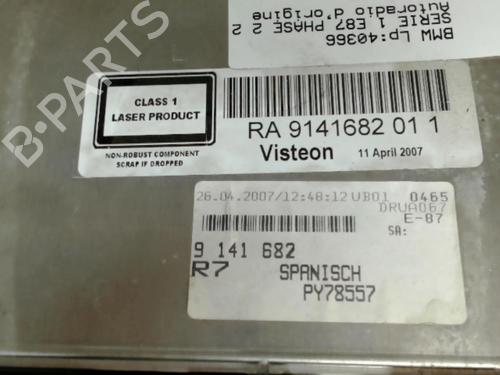 BMW Lp:40366
SERIE 1 E87 PHASE 2 2
Autoradio d'origine
CLASS 1
LASER PRODUCT
NON-ROBUST COMPONENT
SCRAP IF DROPPED
RA 9141682 01 1
Visteon 11 April 2007
26.04.2007/12:48:12 VB01 0465
DRUA067
E-87
SA:
9 141 682
R7 SPANISCH
PY78557